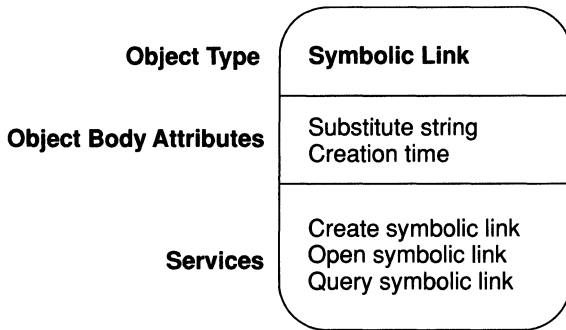 Object Type
Symbolic Link
Object Body Attributes
Substitute string
Creation time
Services
Create symbolic link
Open symbolic link
Query symbolic link